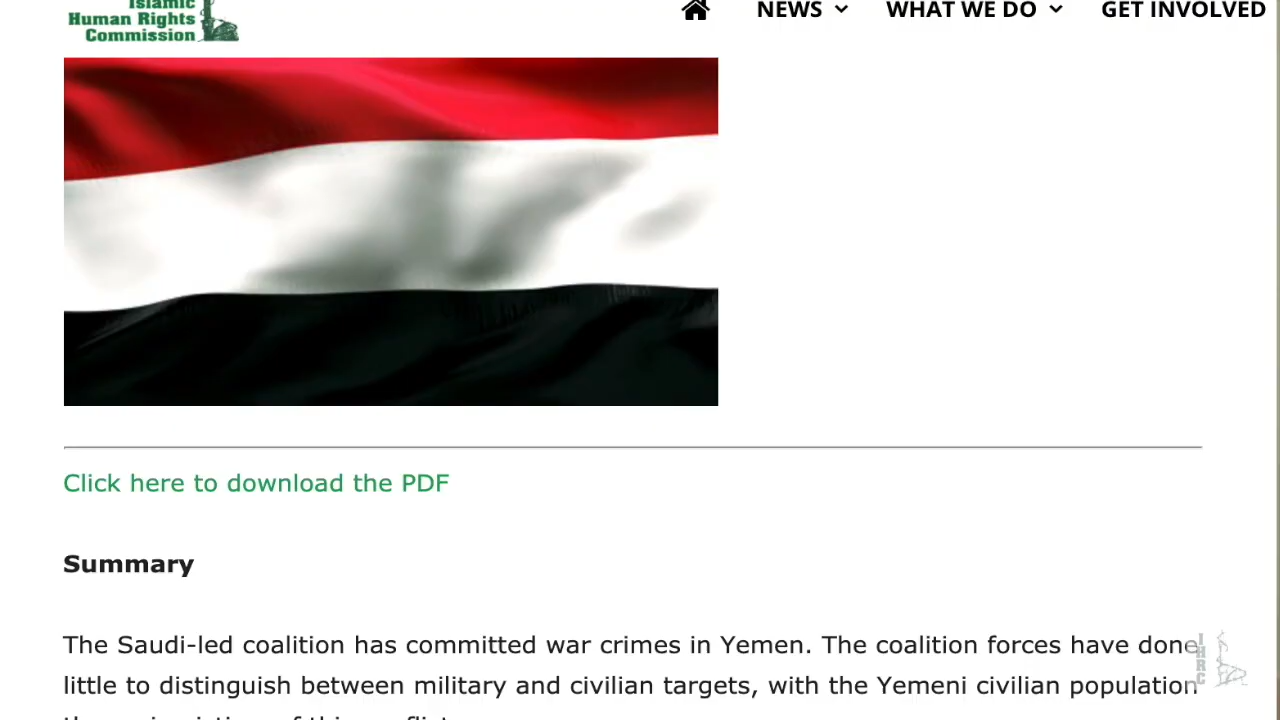 Islamic
Human Rights
Commission
NEWS
WHAT WE DO
GET INVOLVED
Click here to download the PDF
Summary
The Saudi-led coalition has committed war crimes in Yemen. The coalition forces have done
little to distinguish between military and civilian targets, with the Yemeni civilian population
IHRC